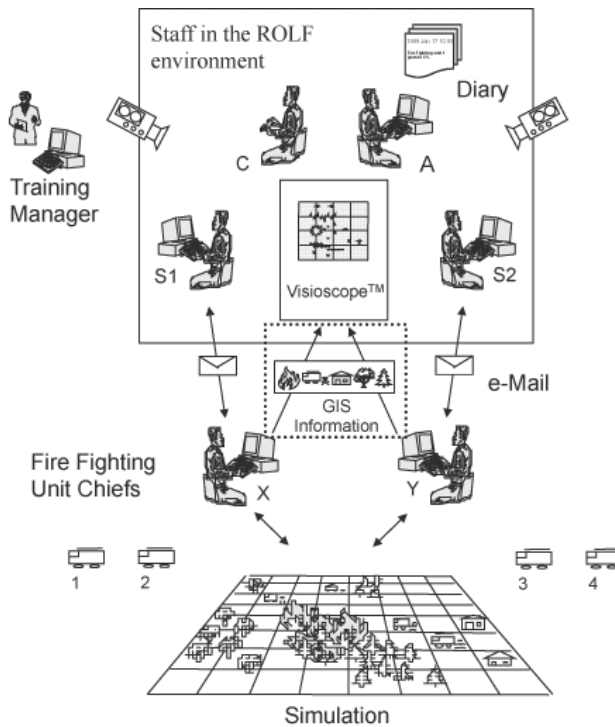 Staff in the ROLF
environment
Diary
C
A
Training
Manager
S1
S2
Visioscope™
e-Mail
GIS
Information
Fire Fighting
Unit Chiefs
X
Y
1
2
3
4
Simulation